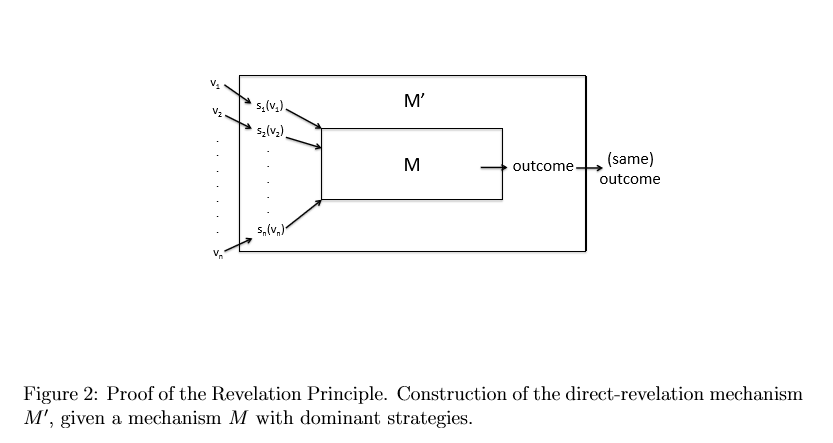 v₁
M′
s₁(v₁)
v₂
s₂(v₂)
M
outcome
(same)
outcome
sₙ(vₙ)
vₙ
Figure 2: Proof of the Revelation Principle. Construction of the direct-revelation mechanism
M′, given a mechanism M with dominant strategies.